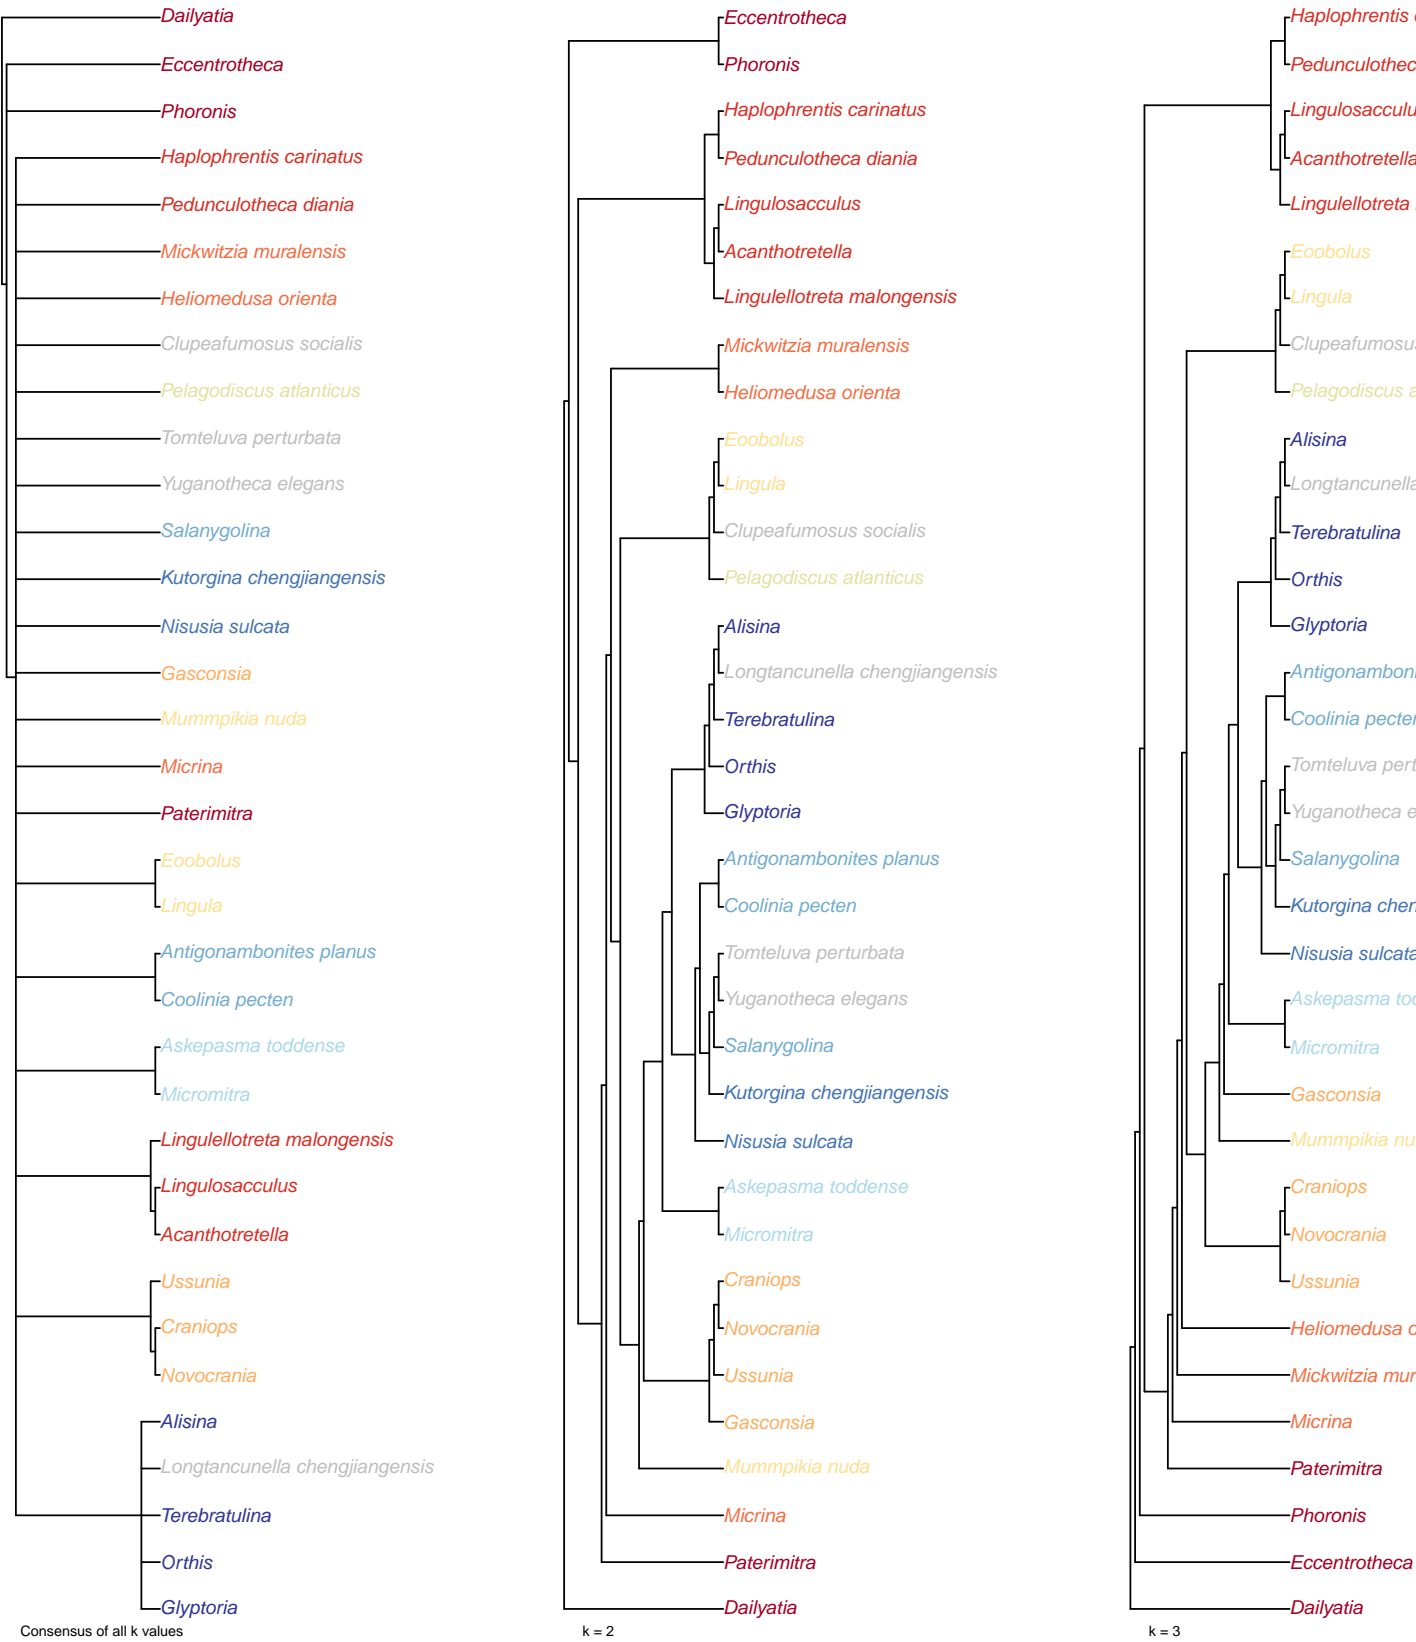 Dailyatia
Eccentrotheca
Phoronis
Haplophrentis carinatus
Pedunculotheca diania
Mickwitzia muralensis
Heliomedusa orienta
Clupeafumosus socialis
Pelagodiscus atlanticus
Tomteluva perturbata
Yuganotheca elegans
Salanygolina
Kutorgina chengjiangensis
Nisusia sulcata
Gasconsia
Mummpikia nuda
Micrina
Paterimitra
Eoobolus
Lingula
Antigonambonites planus
Coolinia pecten
Askepasma toddense
Micromitra
Lingulellotreta malongensis
Lingulosacculus
Acanthotretella
Ussunia
Craniops
Novocrania
Alisina
Longtancunella chengjiangensis
Terebratulina
Orthis
Glyptoria
Consensus of all k values
Eccentrotheca
Phoronis
Haplophrentis carinatus
Pedunculotheca diania
Lingulosacculus
Acanthotretella
Lingulellotreta malongensis
Mickwitzia muralensis
Heliomedusa orienta
Eoobolus
Lingula
Clupeafumosus socialis
Pelagodiscus atlanticus
Alisina
Longtancunella chengjiangensis
Terebratulina
Orthis
Glyptoria
Antigonambonites planus
Coolinia pecten
Tomteluva perturbata
Yuganotheca elegans
Salanygolina
Kutorgina chengjiangensis
Nisusia sulcata
Askepasma toddense
Micromitra
Craniops
Novocrania
Ussunia
Gasconsia
Mummpikia nuda
Micrina
Paterimitra
Dailyatia
k = 2
Haplophrentis
Pedunculothec
Lingulosacculu
Acanthotretella
Lingulellotreta
Eoobolus
Lingula
Clupeafumosus
Pelagodiscus a
Alisina
Longtancunella
Terebratulina
Orthis
Glyptoria
Antigonamboni
Coolinia pecten
Tomteluva pert
Yuganotheca e
Salanygolina
Kutorgina chen
Nisusia sulcata
Askepasma tod
Micromitra
Gasconsia
Mummpikia nu
Craniops
Novocrania
Ussunia
Heliomedusa o
Mickwitzia mur
Micrina
Paterimitra
Phoronis
Eccentrotheca
Dailyatia
k = 3